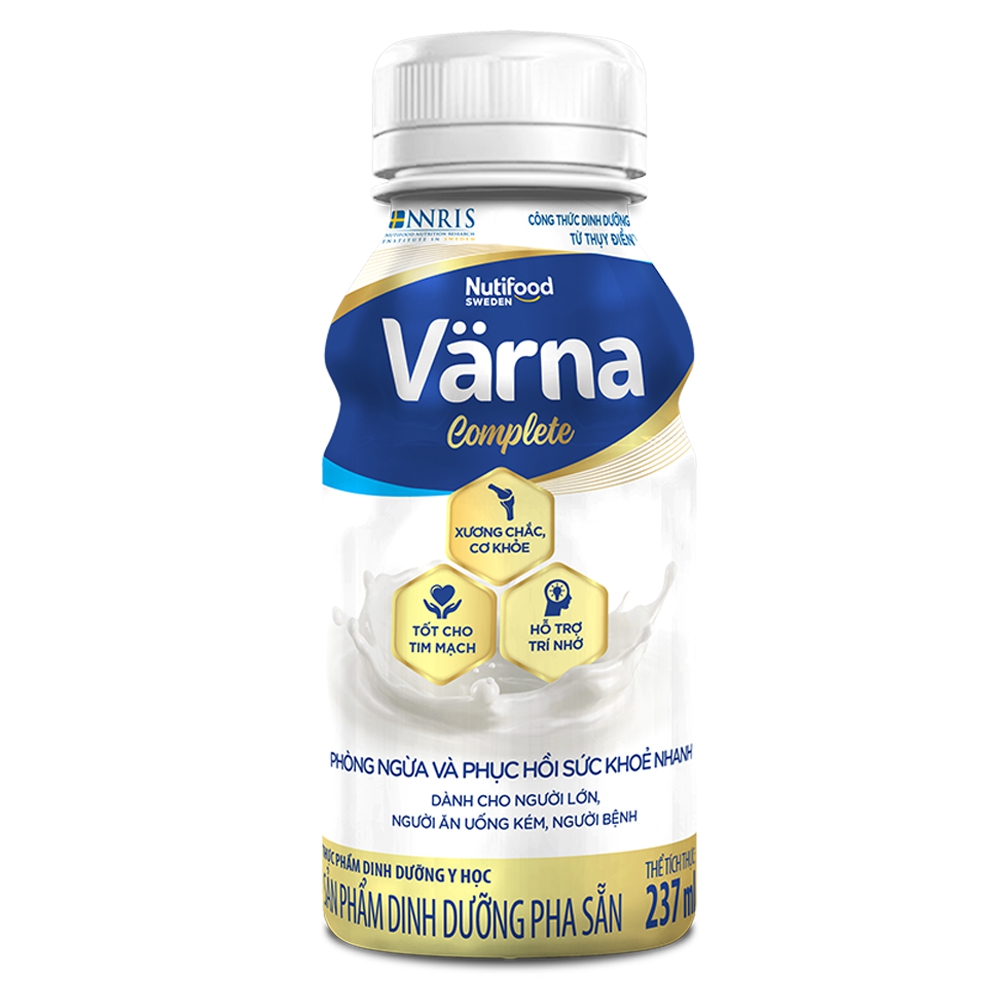 NNRIS
NUTIFOOD NUTRITION RESEARCH
INSTITUTE IN SWEDEN
CÔNG THỨC DINH DƯỠNG
TỪ THỤY ĐIỂN
Nutifood
SWEDEN
Värna
Complete
XƯƠNG CHẮC,
CƠ KHỎE
TỐT CHO
TIM MẠCH
HỖ TRỢ
TRÍ NHỚ
PHÒNG NGỪA VÀ PHỤC HỒI SỨC KHOẺ NHANH
DÀNH CHO NGƯỜI LỚN,
NGƯỜI ĂN UỐNG KÉM, NGƯỜI BỆNH
THỰC PHẨM DINH DƯỠNG Y HỌC
SẢN PHẨM DINH DƯỠNG PHA SẴN
THỂ TÍCH THỰC
237 ml